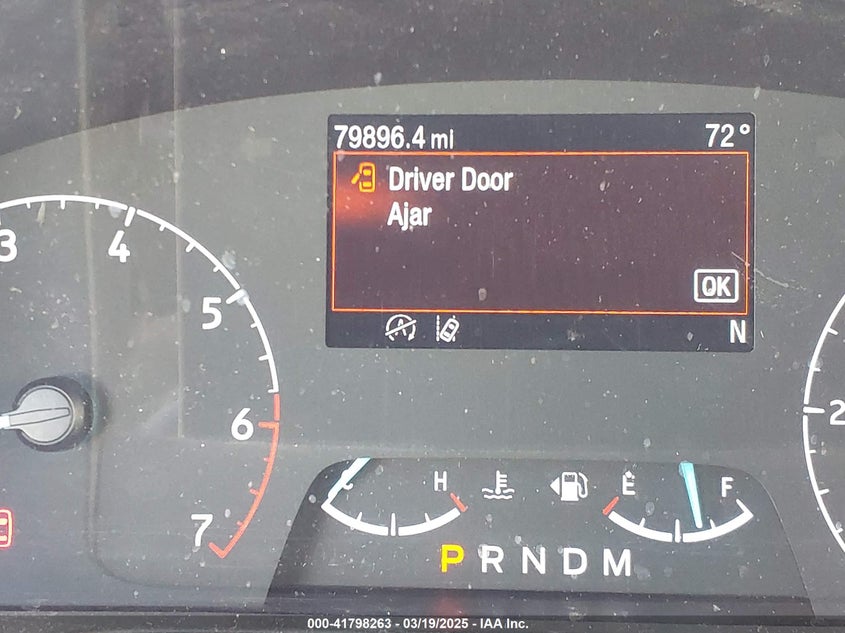 79896.4 mi 72°
Driver Door
Ajar
OK
N
3
4
5
6
7
2
H E F
P R N D M
000-41798263 - 03/19/2025 - IAA Inc.